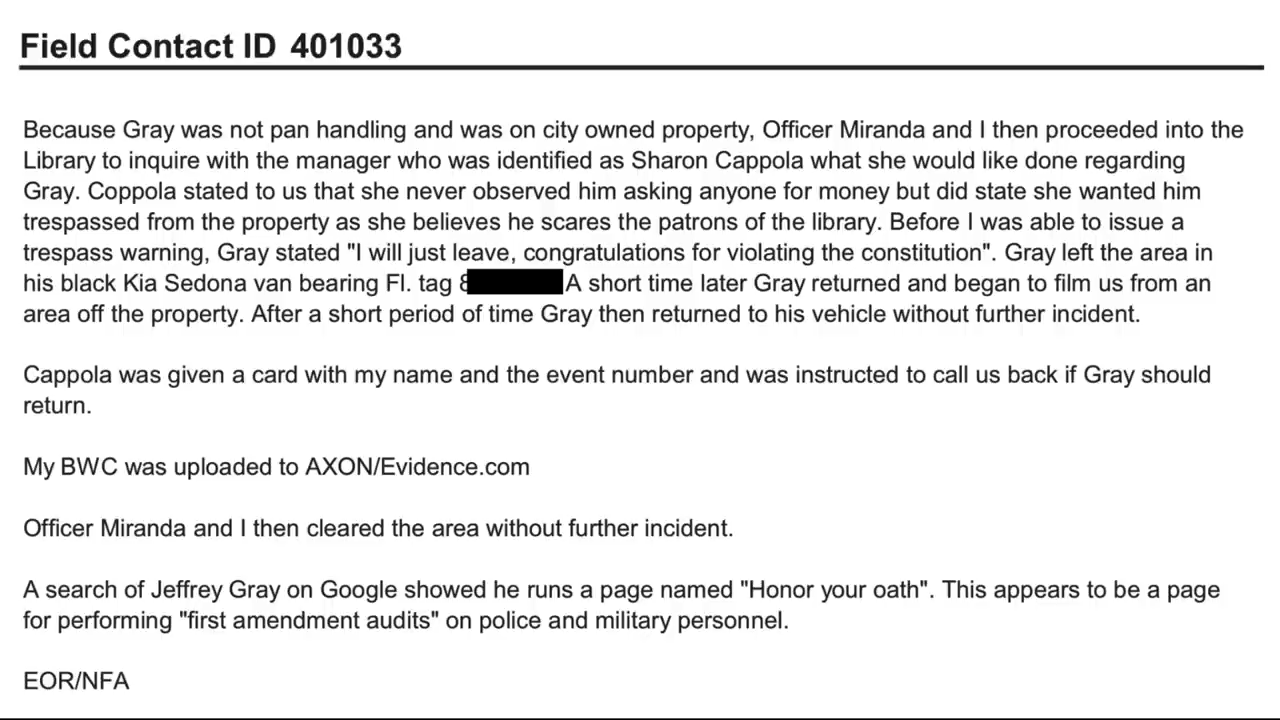 Field Contact ID 401033
Because Gray was not pan handling and was on city owned property, Officer Miranda and I then proceeded into the
Library to inquire with the manager who was identified as Sharon Cappola what she would like done regarding
Gray. Coppola stated to us that she never observed him asking anyone for money but did state she wanted him
trespassed from the property as she believes he scares the patrons of the library. Before I was able to issue a
trespass warning, Gray stated "I will just leave, congratulations for violating the constitution". Gray left the area in
his black Kia Sedona van bearing Fl. tag A short time later Gray returned and began to film us from an
area off the property. After a short period of time Gray then returned to his vehicle without further incident.
Cappola was given a card with my name and the event number and was instructed to call us back if Gray should
return.
My BWC was uploaded to AXON/Evidence.com
Officer Miranda and I then cleared the area without further incident.
A search of Jeffrey Gray on Google showed he runs a page named "Honor your oath". This appears to be a page
for performing "first amendment audits" on police and military personnel.
EOR/NFA